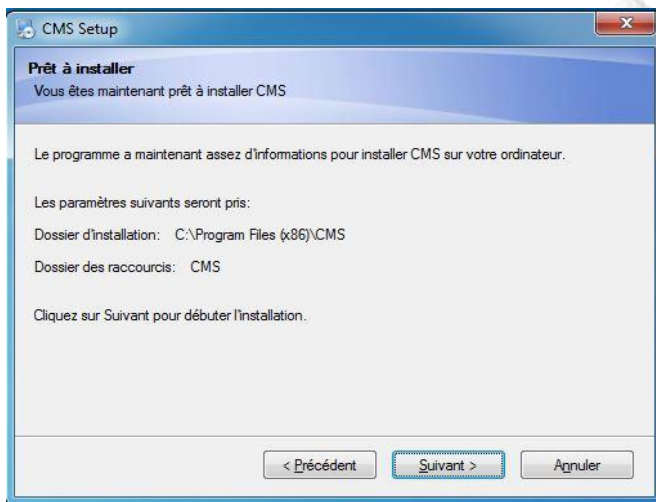 CMS Setup
Prêt à installer
Vous êtes maintenant prêt à installer CMS
Le programme a maintenant assez d'informations pour installer CMS sur votre ordinateur.
Les paramètres suivants seront pris:
Dossier d'installation: C:\Program Files (x86)\CMS
Dossier des raccourcis: CMS
Cliquez sur Suivant pour débuter l'installation.
< Précédent Suivant > Annuler